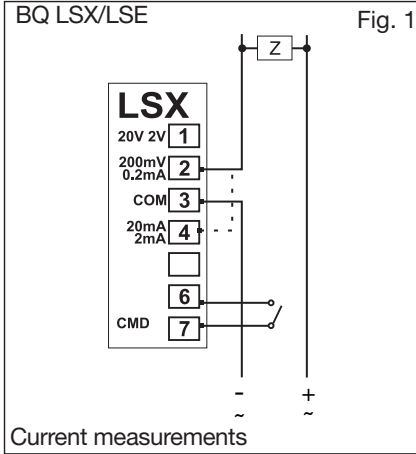 BQ LSX/LSE
Fig. 1
Z
LSX
20V 2V 1
200mV
0.2mA 2
COM 3
20mA
2mA 4
6
CMD 7
- +
~ ~
Current measurements